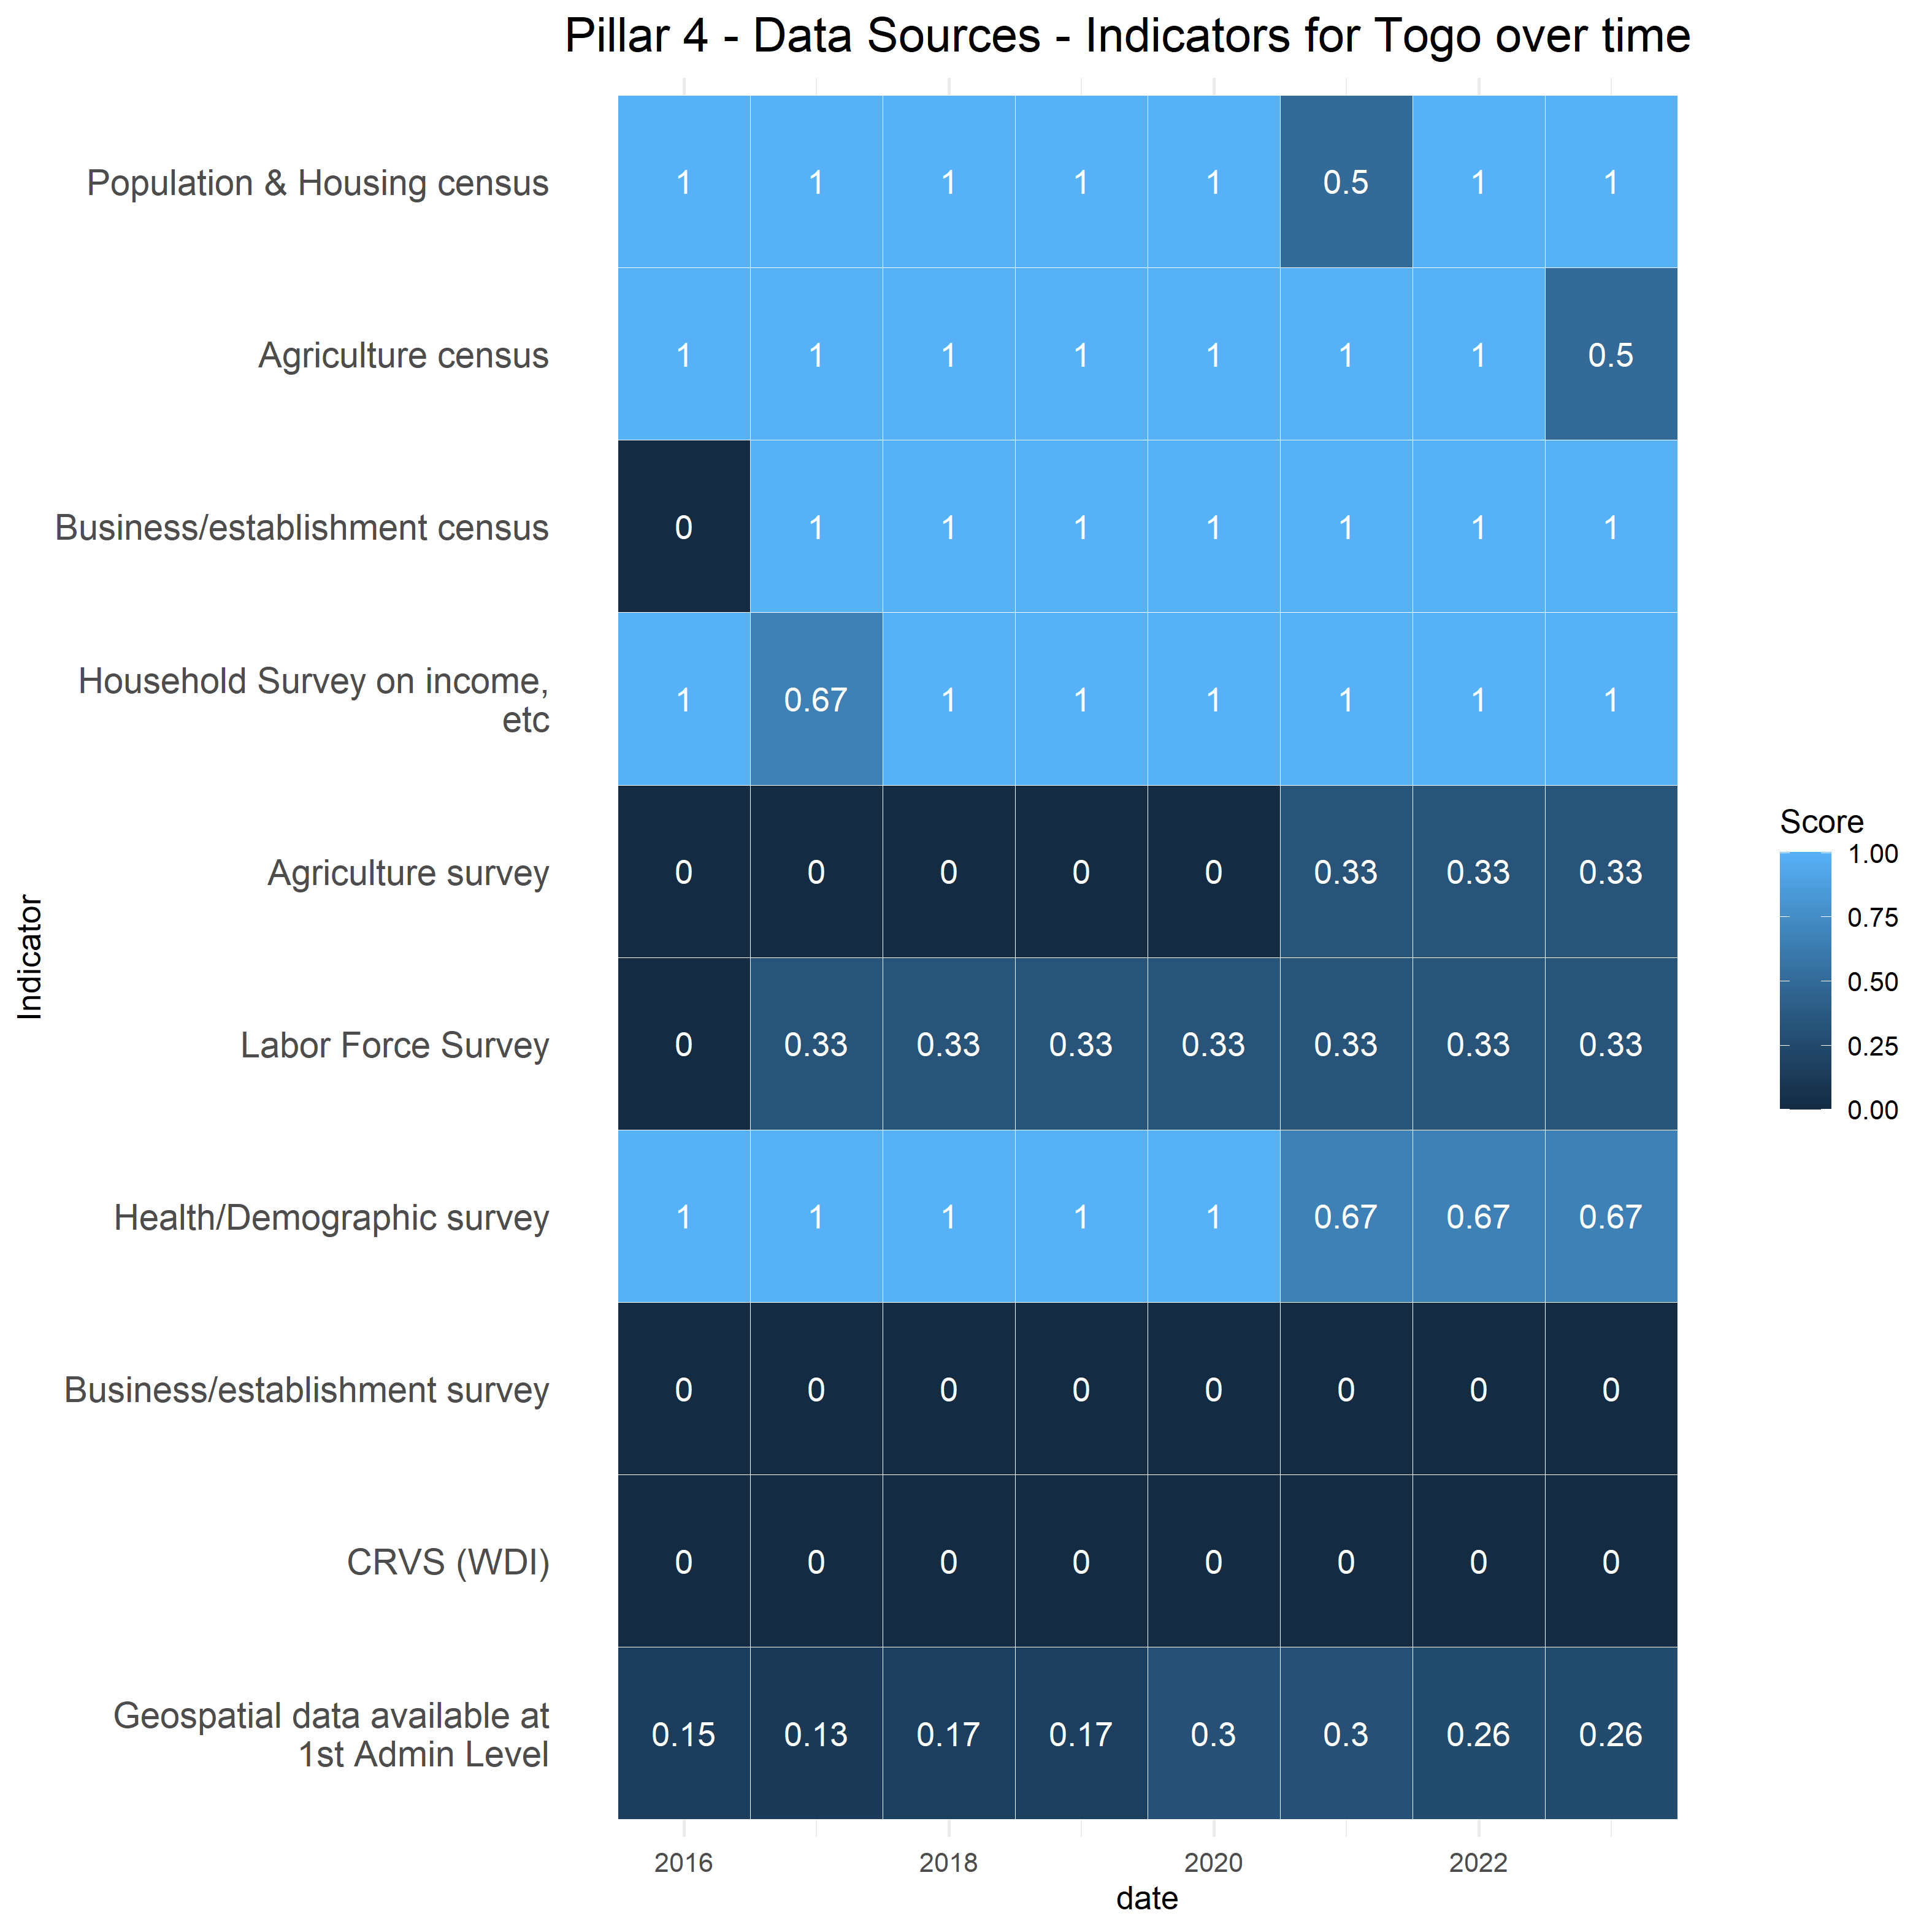 Pillar 4 - Data Sources - Indicators for Togo over time
Population & Housing census 1 1 1 1 1 0.5 1 1
Agriculture census 1 1 1 1 1 1 1 0.5
Business/establishment census 0 1 1 1 1 1 1 1
Household Survey on income,
etc
1 0.67 1 1 1 1 1 1
Agriculture survey 0 0 0 0 0 0.33 0.33 0.33
Labor Force Survey 0 0.33 0.33 0.33 0.33 0.33 0.33 0.33
Health/Demographic survey 1 1 1 1 1 0.67 0.67 0.67
Business/establishment survey 0 0 0 0 0 0 0 0
CRVS (WDI) 0 0 0 0 0 0 0 0
Geospatial data available at
1st Admin Level
0.15 0.13 0.17 0.17 0.3 0.3 0.26 0.26
2016 2018 2020 2022
date
Indicator
Score
1.00
0.75
0.50
0.25
0.00